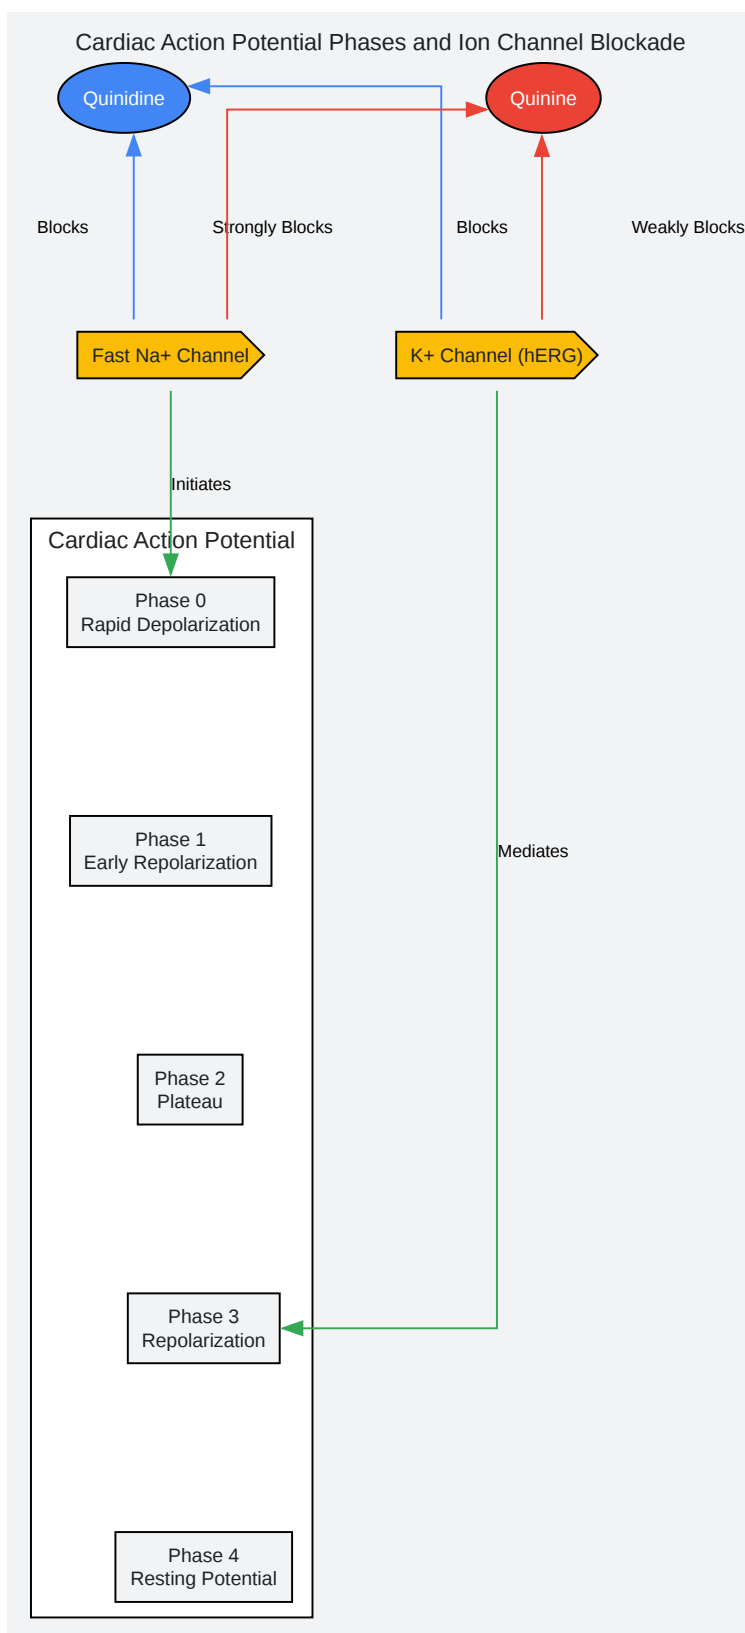 Cardiac Action Potential Phases and Ion Channel Blockade
Quinidine
Quinine
Blocks
Strongly Blocks
Blocks
Weakly Blocks
Fast Na+ Channel
K+ Channel (hERG)
Initiates
Cardiac Action Potential
Phase 0
Rapid Depolarization
Phase 1
Early Repolarization
Mediates
Phase 2
Plateau
Phase 3
Repolarization
Phase 4
Resting Potential